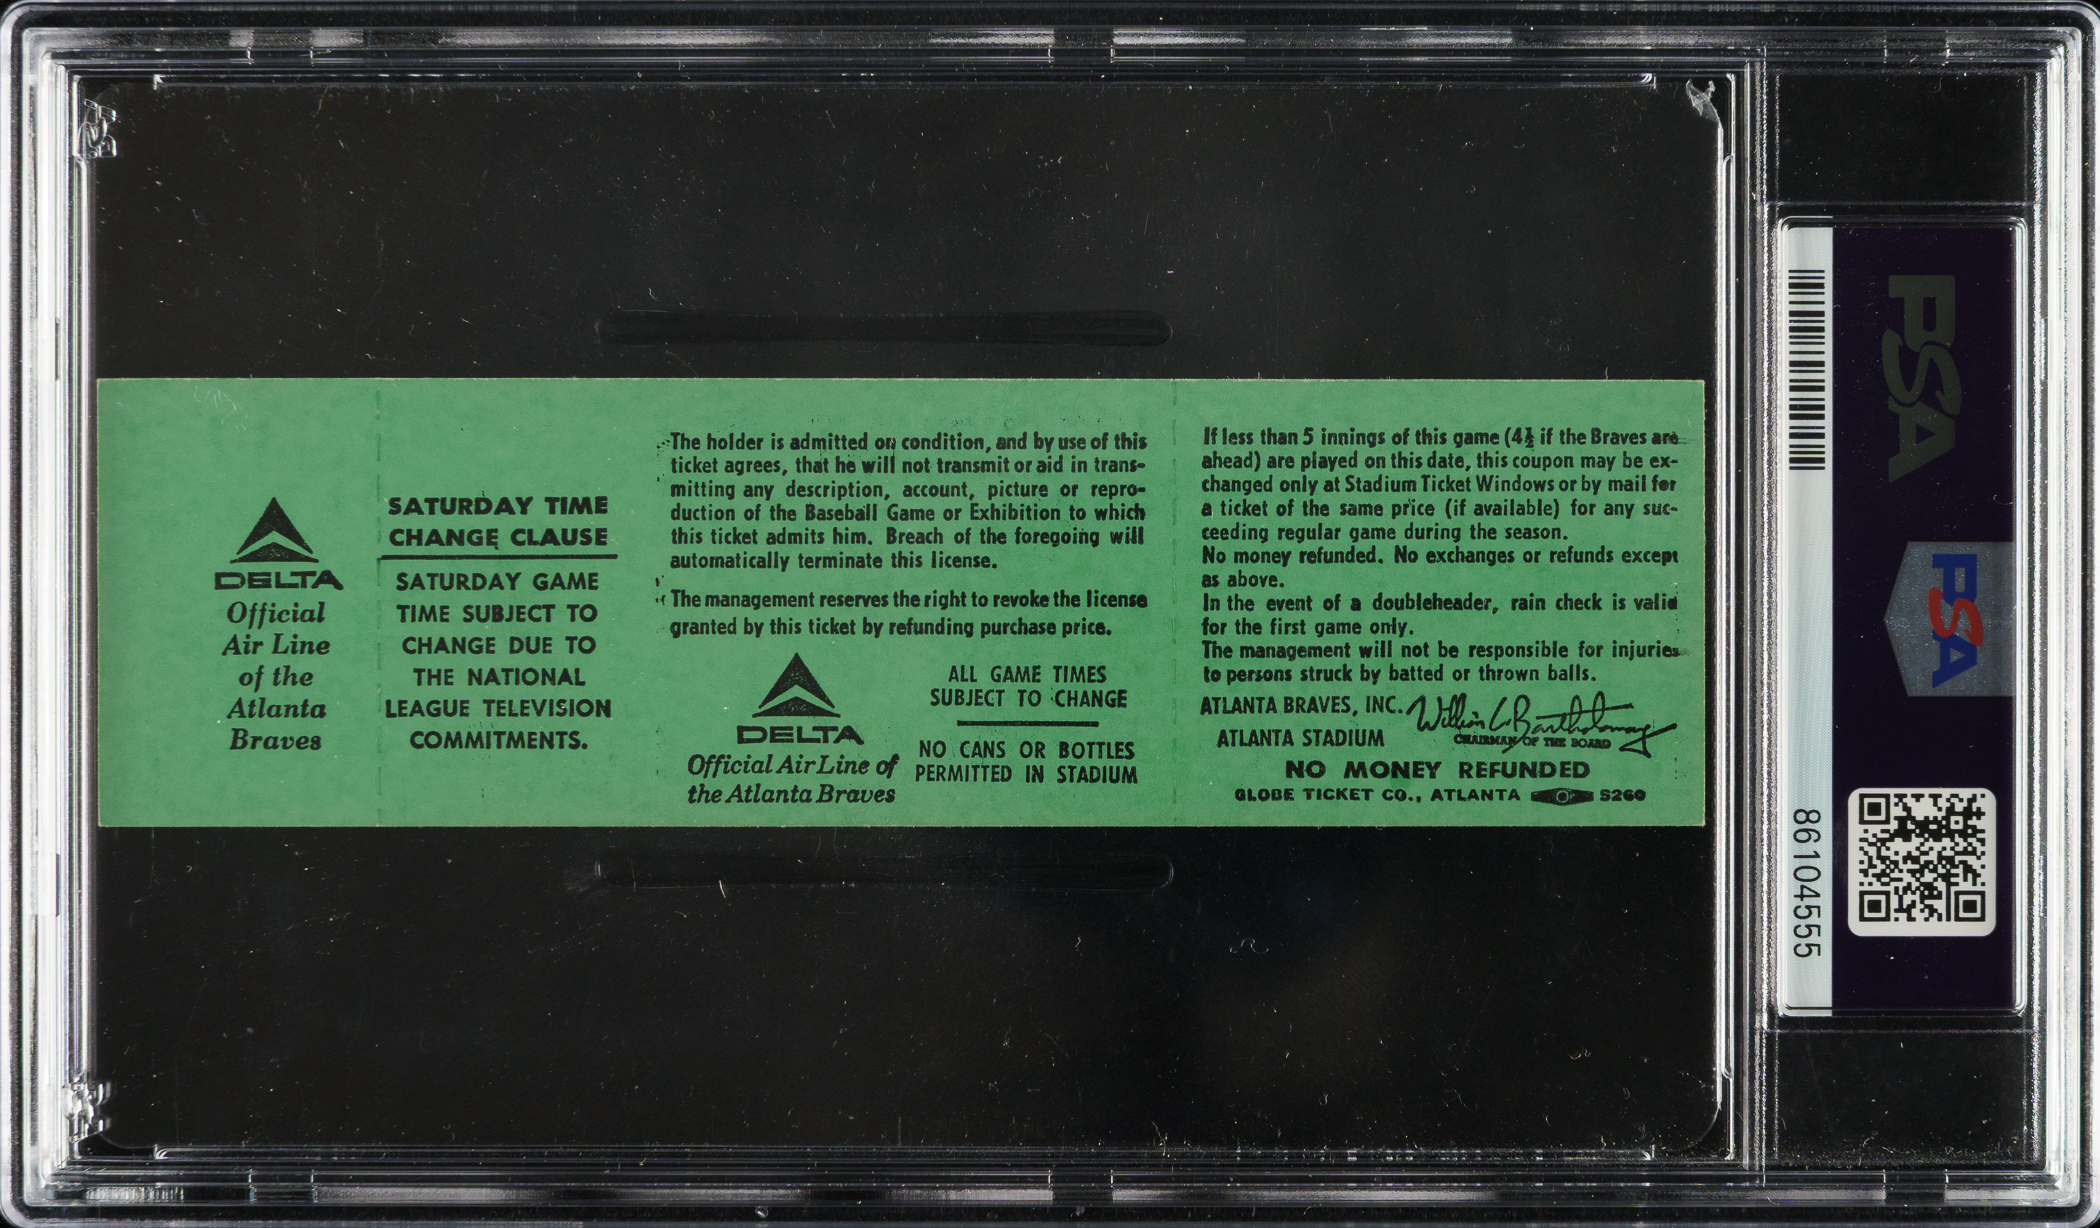 DELTA
Official
Air Line
of the
Atlanta
Braves
SATURDAY TIME
CHANGE CLAUSE
SATURDAY GAME
TIME SUBJECT TO
CHANGE DUE TO
THE NATIONAL
LEAGUE TELEVISION
COMMITMENTS.
The holder is admitted on condition, and by use of this
ticket agrees, that he will not transmit or aid in trans-
mitting any description, account, picture or repro-
duction of the Baseball Game or Exhibition to which
this ticket admits him. Breach of the foregoing will
automatically terminate this license.
The management reserves the right to revoke the license
granted by this ticket by refunding purchase price.
DELTA
Official Air Line of
the Atlanta Braves
ALL GAME TIMES
SUBJECT TO CHANGE
NO CANS OR BOTTLES
PERMITTED IN STADIUM
If less than 5 innings of this game (4½ if the Braves are
ahead) are played on this date, this coupon may be ex-
changed only at Stadium Ticket Windows or by mail for
a ticket of the same price (if available) for any suc-
ceeding regular game during the season.
No money refunded. No exchanges or refunds except
as above.
In the event of a doubleheader, rain check is valid
for the first game only.
The management will not be responsible for injuries
to persons struck by batted or thrown balls.
ATLANTA BRAVES, INC. William C. Bartholomay
ATLANTA STADIUM CHAIRMAN OF THE BOARD
NO MONEY REFUNDED
GLOBE TICKET CO., ATLANTA S260
PSA
PSA
86104555